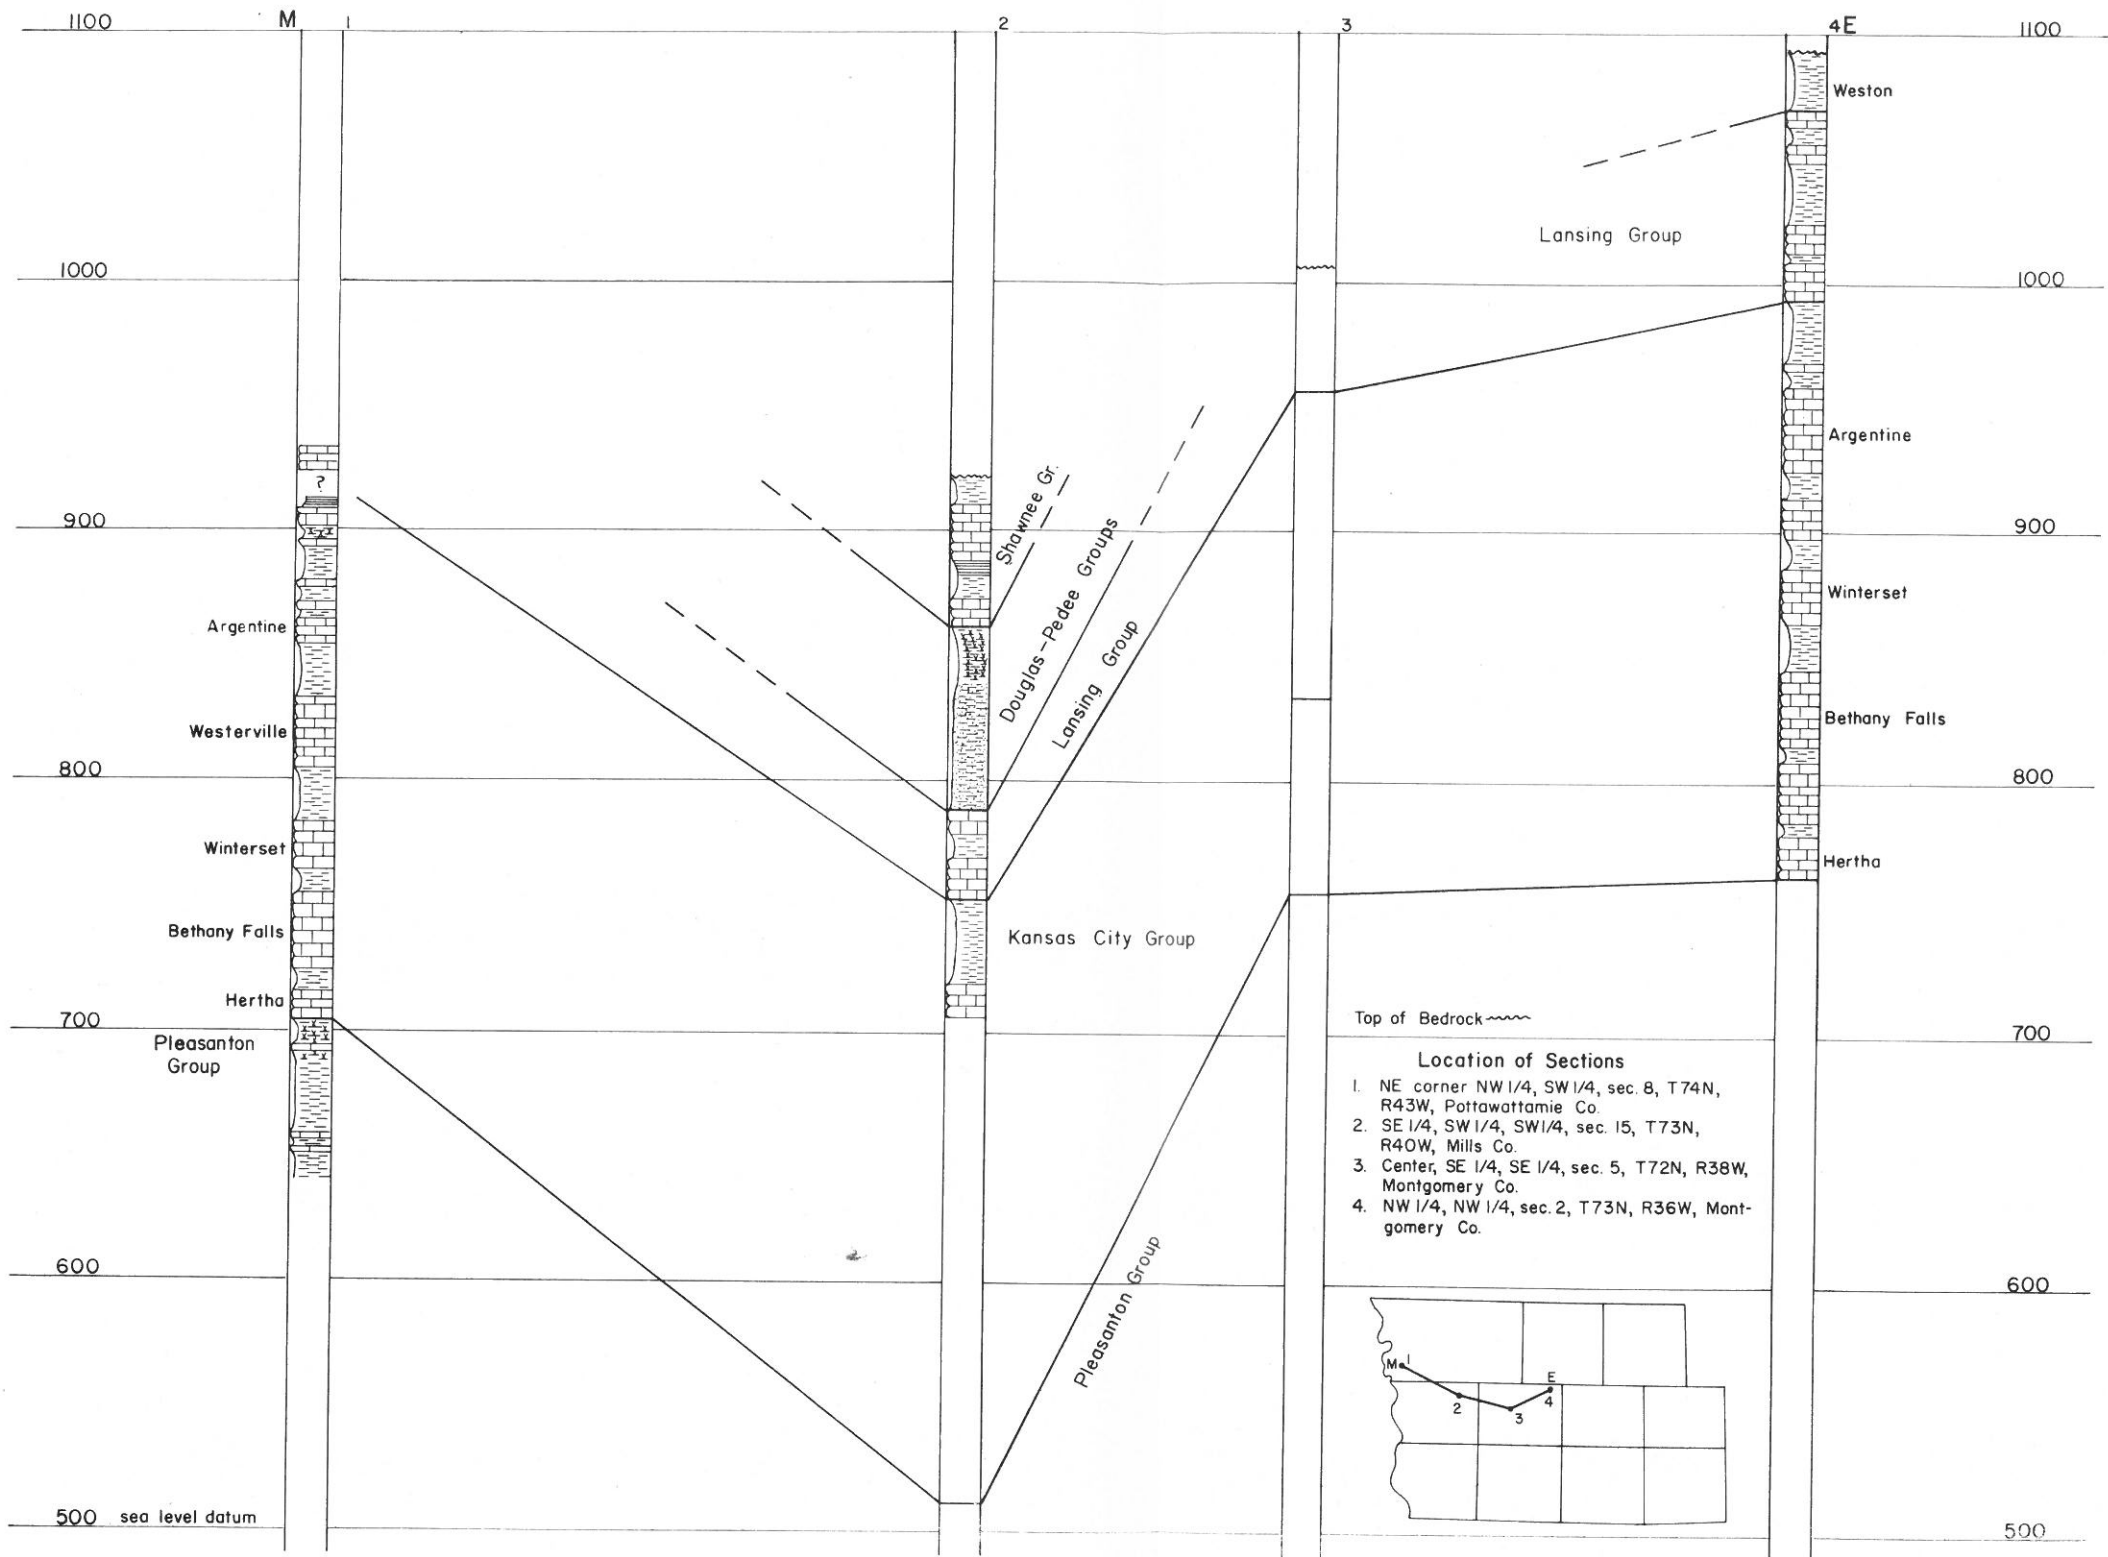 M 1 2 3 4E
1100 1100
Weston
Lansing Group
1000 1000
Argentine
?
Shawnee Gr.
900 900
Douglas-Pedee Groups
Winterset
Argentine
Lansing Group
Westerville
Bethany Falls
800 800
Winterset
Hertha
Bethany Falls
Kansas City Group
Hertha
700 700
Pleasanton
Group
Top of Bedrock
Location of Sections
1. NE corner NW 1/4, SW 1/4, sec. 8, T74N,
R43W, Pottawattamie Co.
2. SE 1/4, SW 1/4, SW 1/4, sec. 15, T73N,
R40W, Mills Co.
3. Center, SE 1/4, SE 1/4, sec. 5, T72N, R38W,
Montgomery Co.
4. NW 1/4, NW 1/4, sec. 2, T73N, R36W, Mont-
gomery Co.
600 600
Pleasanton Group
M 1
E
2 3 4
500 sea level datum 500